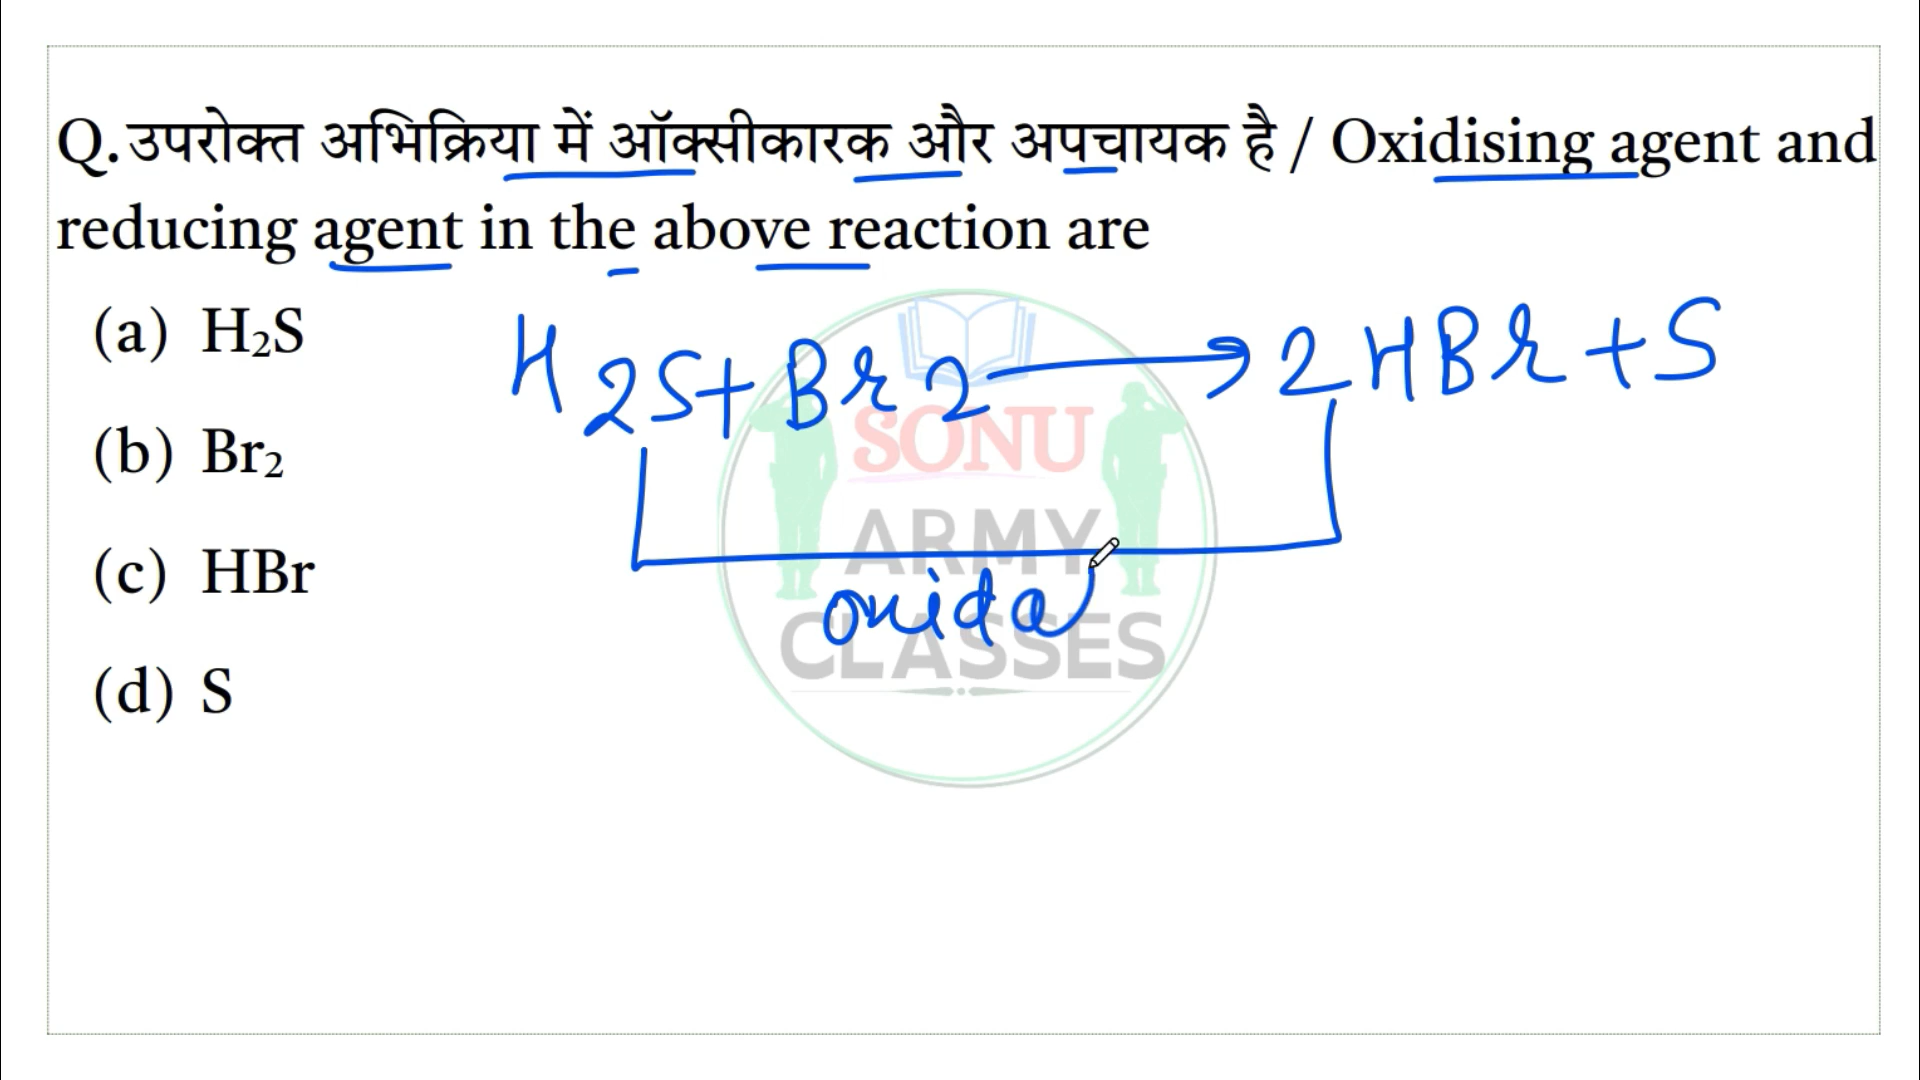 Q.उपरोक्त अभिक्रिया में ऑक्सीकारक और अपचायक है / Oxidising agent and
reducing agent in the above reaction are
(a) H₂S
H2S+Br2 → 2HBr+S
(b) Br₂
SONU
(c) HBr
ARMY
oxida
CLASSES
(d) S